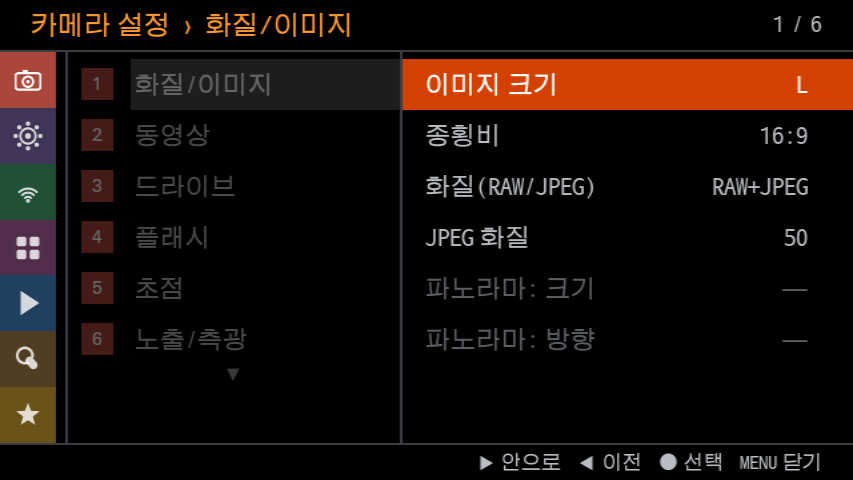 카메라 설정 › 화질/이미지 1 / 6
1 화질/이미지
2 동영상
3 드라이브
4 플래시
5 초점
6 노출/측광
▼
이미지 크기 L
종횡비 16:9
화질(RAW/JPEG) RAW+JPEG
JPEG 화질 50
파노라마: 크기 —
파노라마: 방향 —
▶ 안으로 ◀ 이전 ● 선택 MENU 닫기